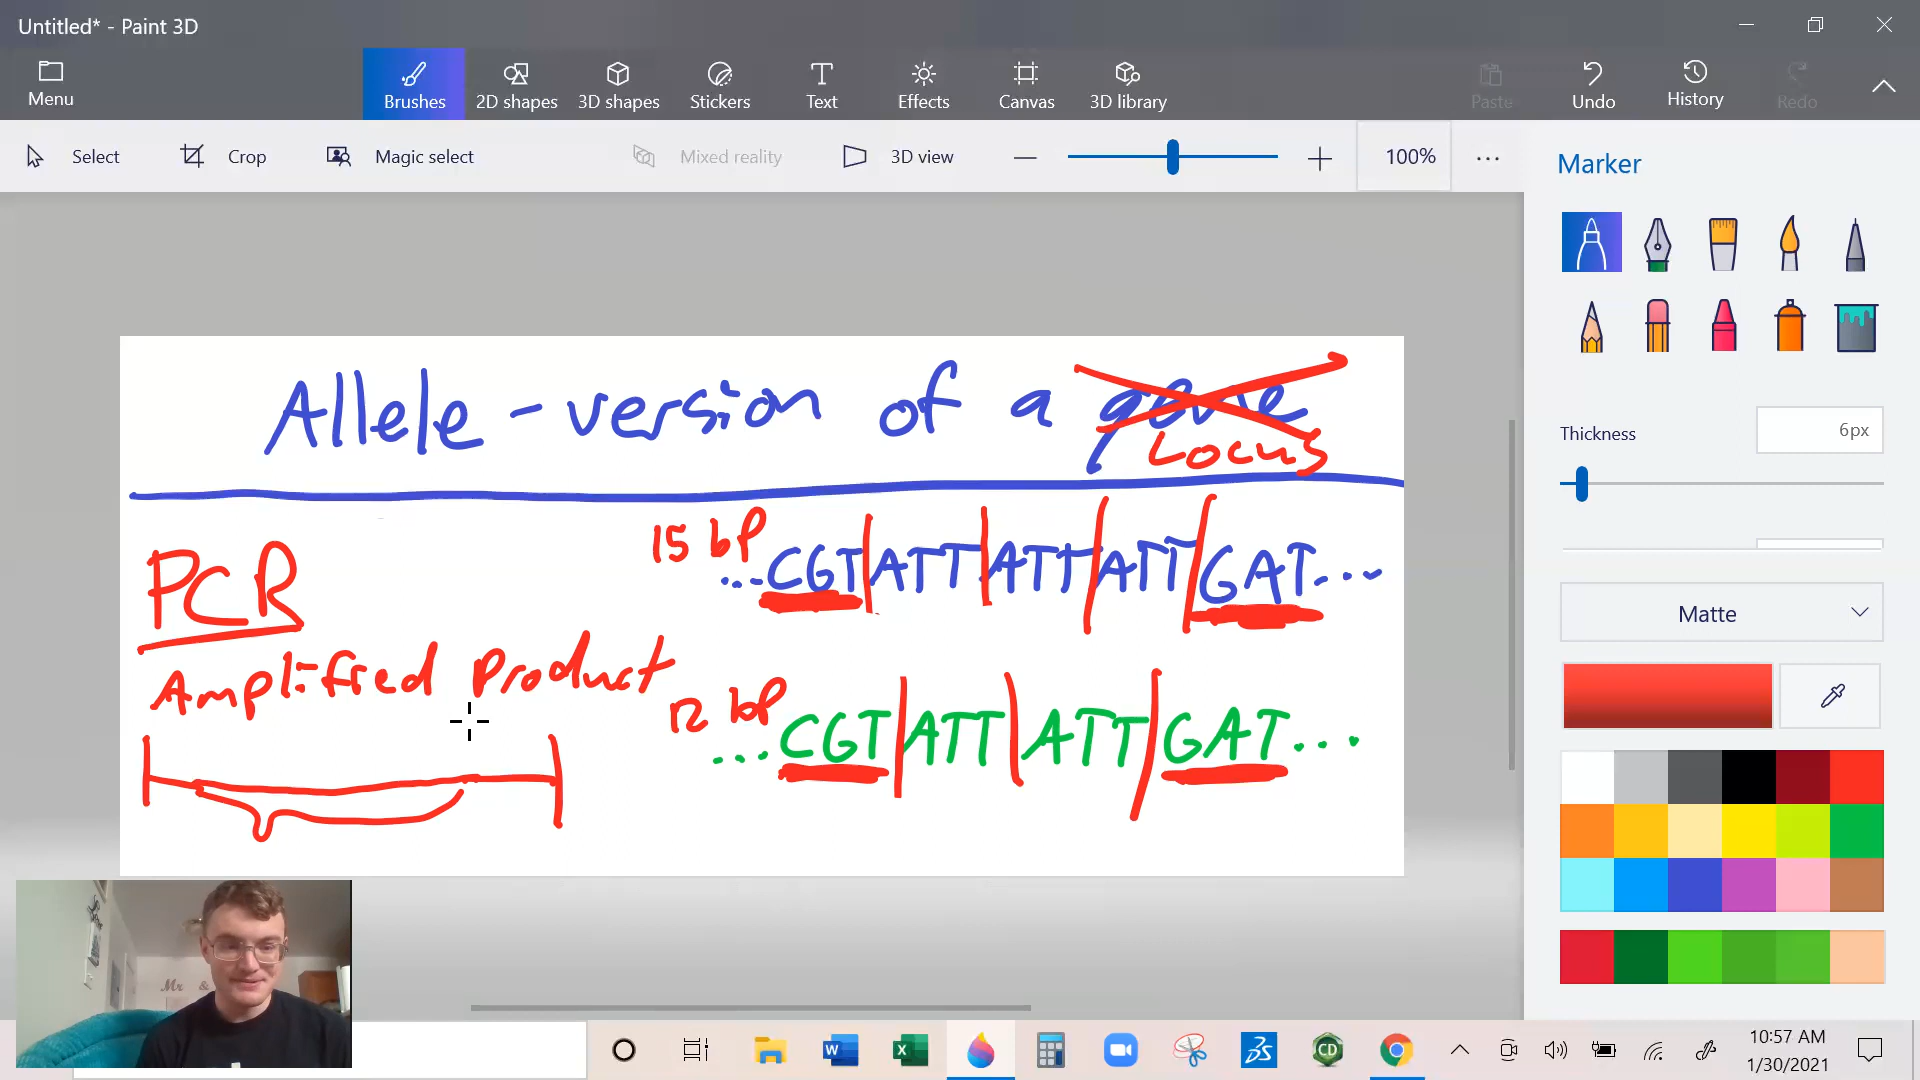 Untitled* - Paint 3D
Menu
Brushes 2D shapes 3D shapes Stickers Text Effects Canvas 3D library Paste Undo History Redo
Select Crop Magic select Mixed reality 3D view 100% ...
Marker
Thickness 6px
Matte
Allele - version of a gene
Locus
15 bp ...CGT|ATT|ATT|ATT|GAT...
PCR
Amplified Product
12 bp ...CGT|ATT|ATT|GAT...
Mr &
10:57 AM
1/30/2021